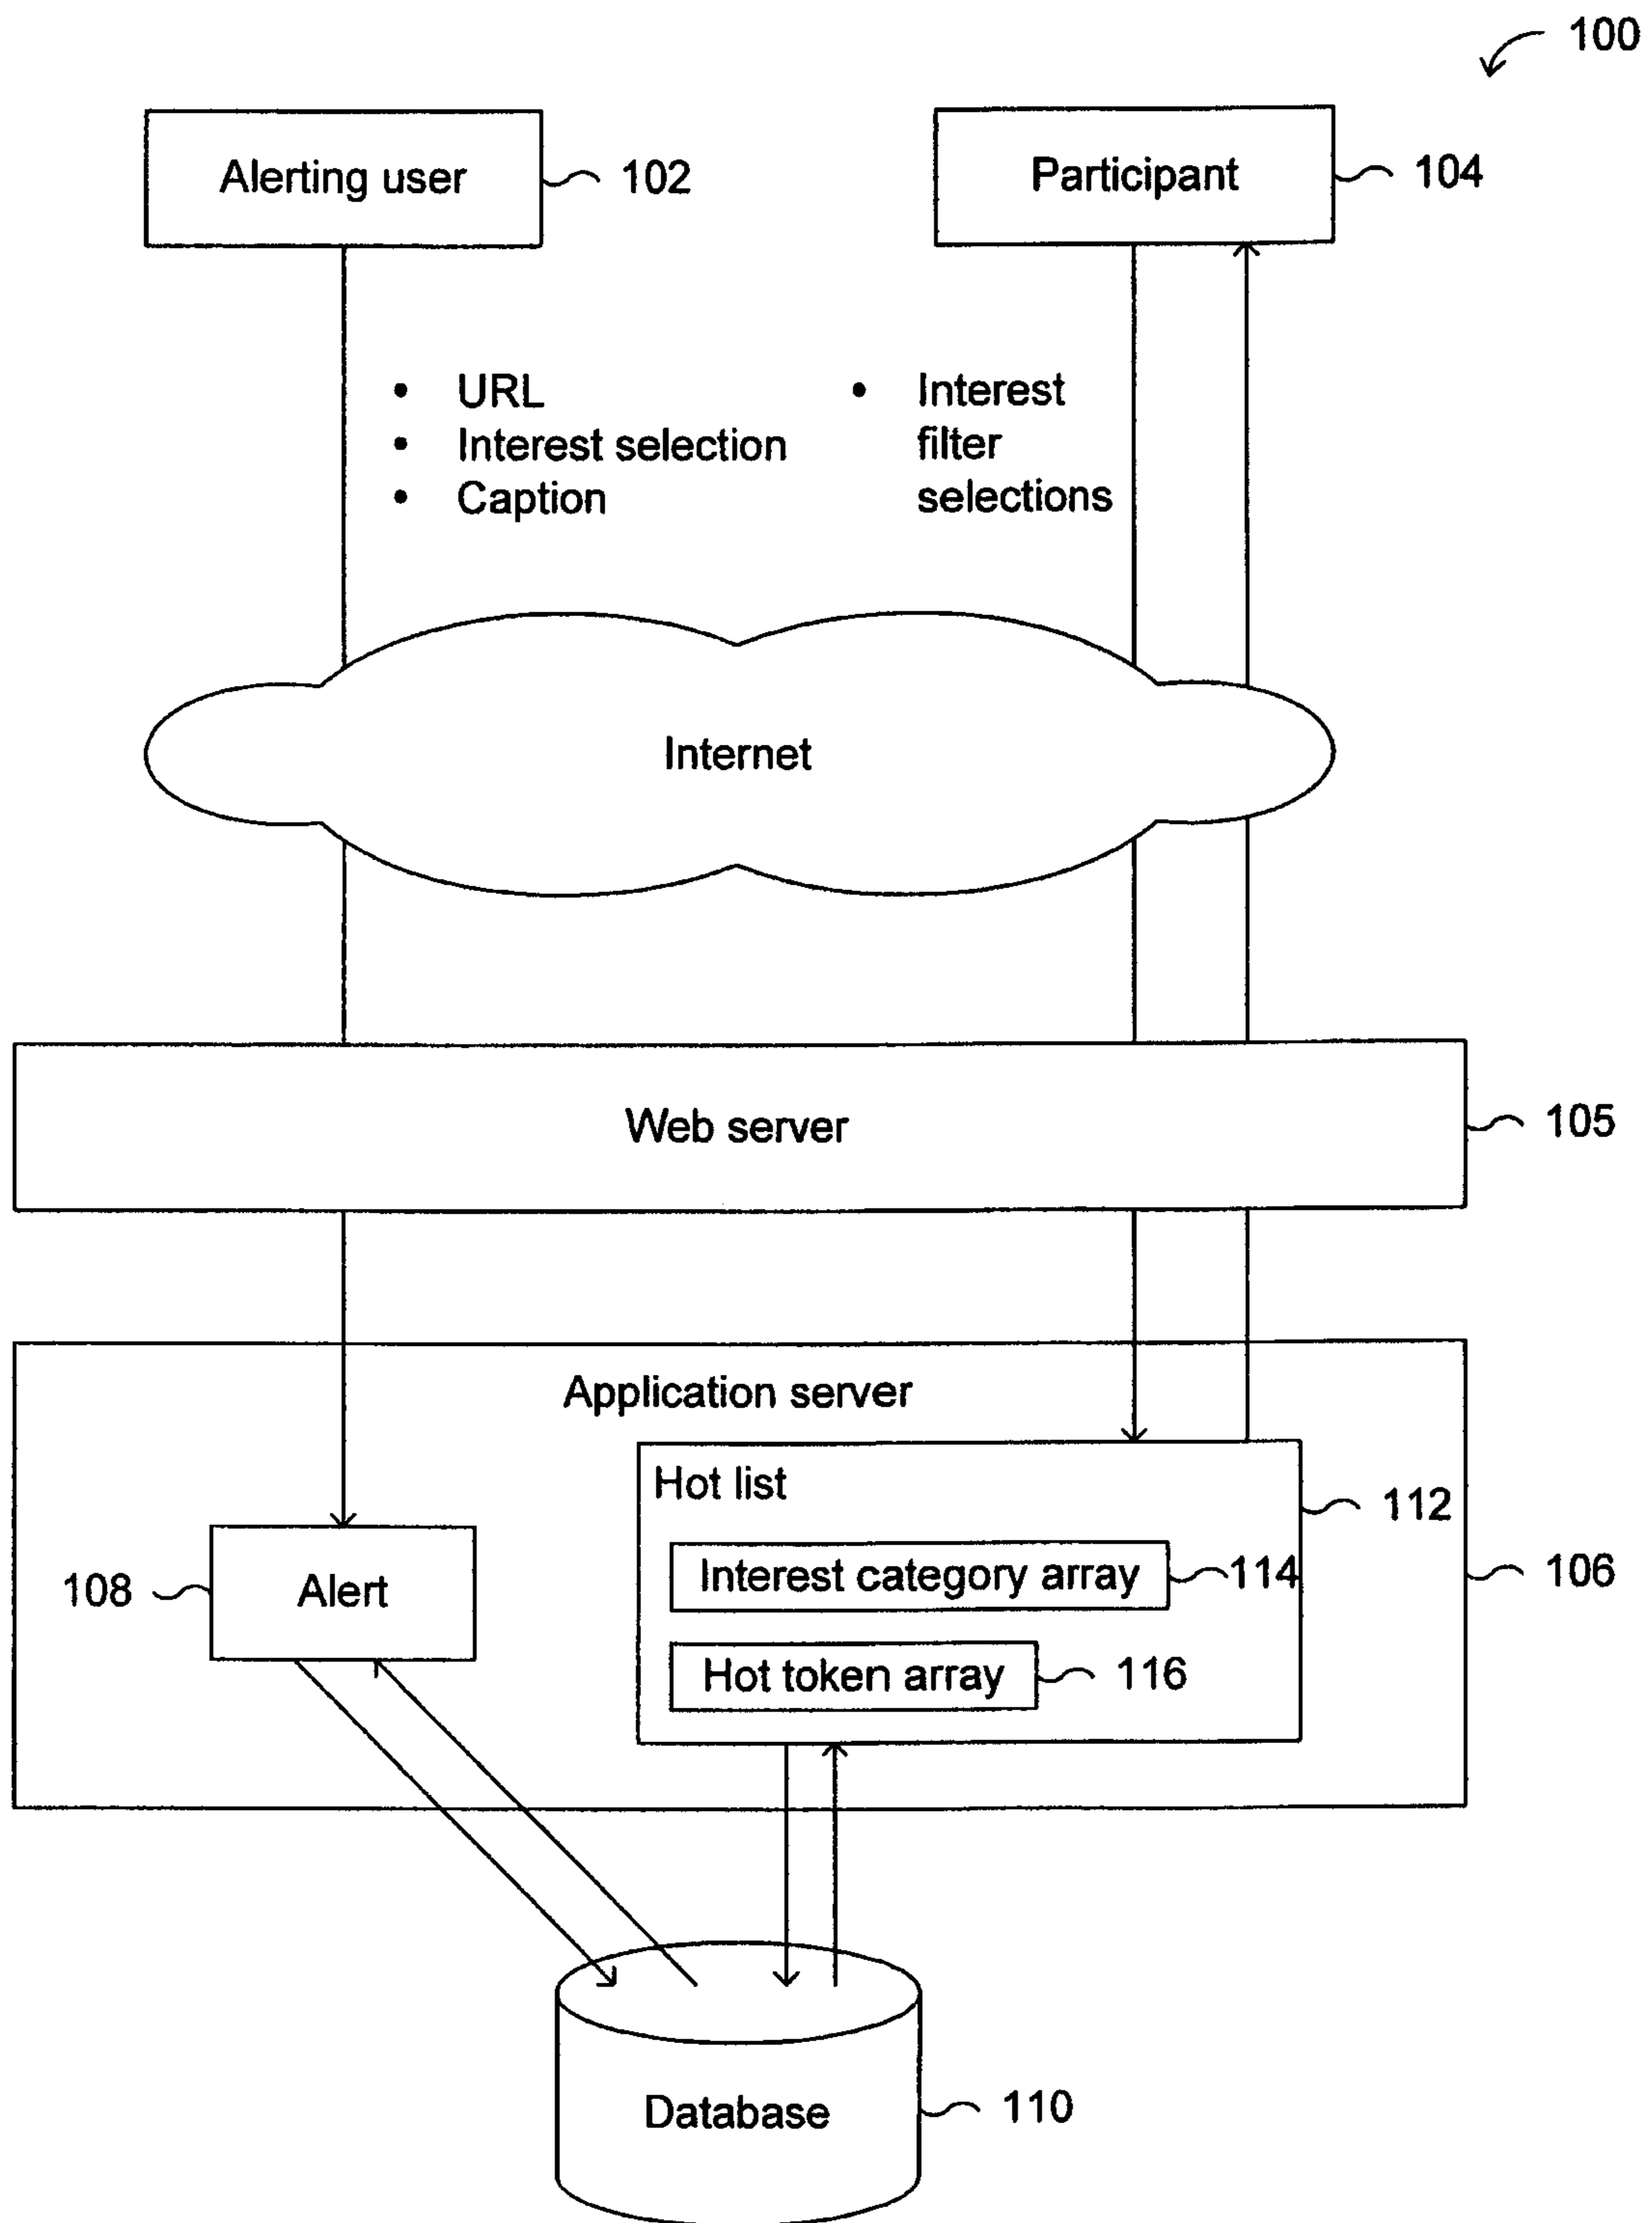 100
Alerting user
102
Participant
104
• URL
• Interest selection
• Caption
• Interest
filter
selections
Internet
Web server
105
Application server
Hot list
112
Interest category array
114
106
108
Alert
Hot token array
116
Database
110